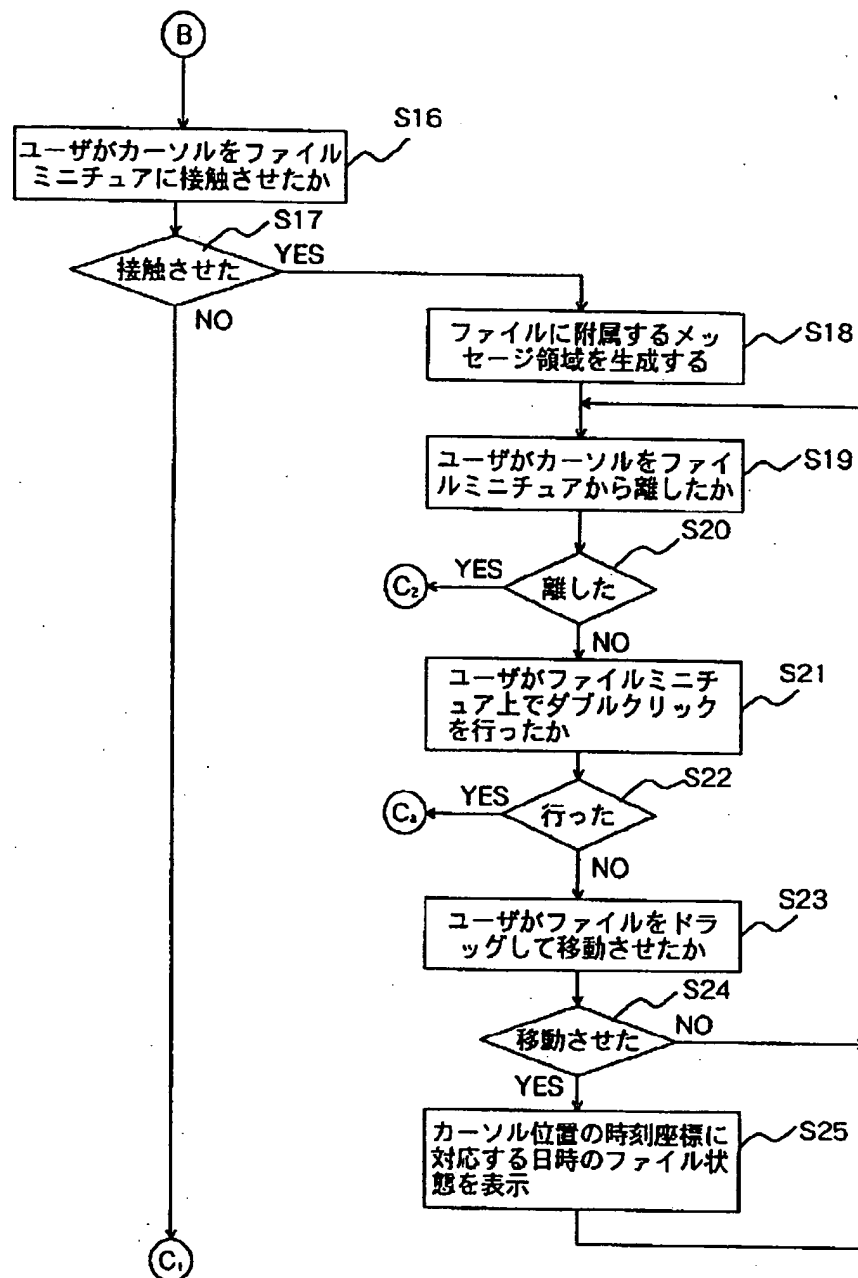 B
S16
ユーザがカーソルをファイル
ミニチュアに接触させたか
S17
接触させた
YES
NO
S18
ファイルに附属するメッ
セージ領域を生成する
S19
ユーザがカーソルをファイ
ルミニチュアから離したか
S20
離した
YES
C₂
NO
S21
ユーザがファイルミニチ
ュア上でダブルクリック
を行ったか
S22
行った
YES
NO
S23
ユーザがファイルをドラ
ッグして移動させたか
S24
移動させた
NO
YES
S25
カーソル位置の時刻座標に
対応する日時のファイル状
態を表示
C₁